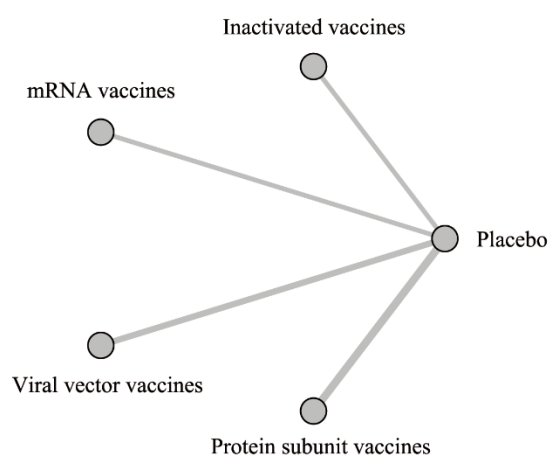 Inactivated vaccines
mRNA vaccines
Placebo
Viral vector vaccines
Protein subunit vaccines